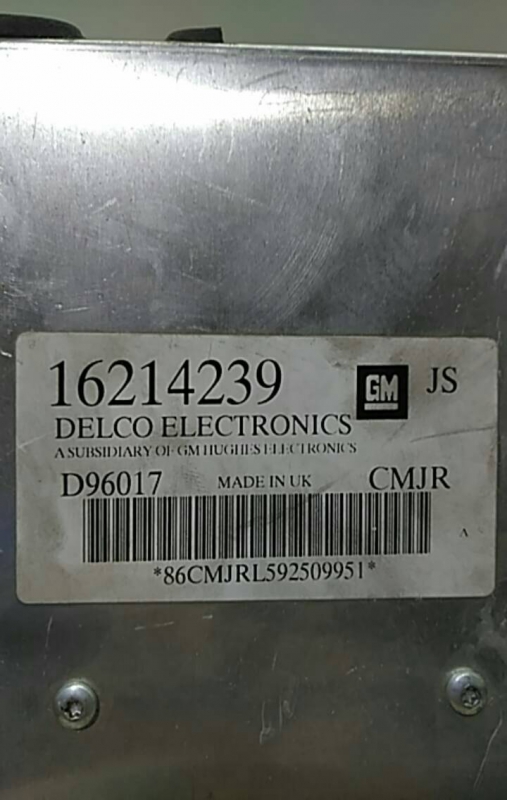 16214239
GM JS
DELCO ELECTRONICS
A SUBSIDIARY OF GM HUGHES ELECTRONICS
D96017 MADE IN UK CMJR
A
*86CMJRL592509951*